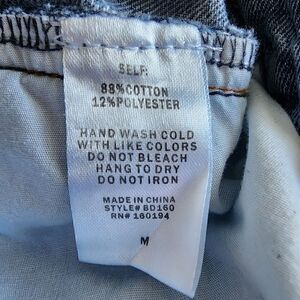 SELF:
88%COTTON
12%POLYESTER
HAND WASH COLD
WITH LIKE COLORS
DO NOT BLEACH
HANG TO DRY
DO NOT IRON
MADE IN CHINA
STYLE# BD160
RN# 160194
M